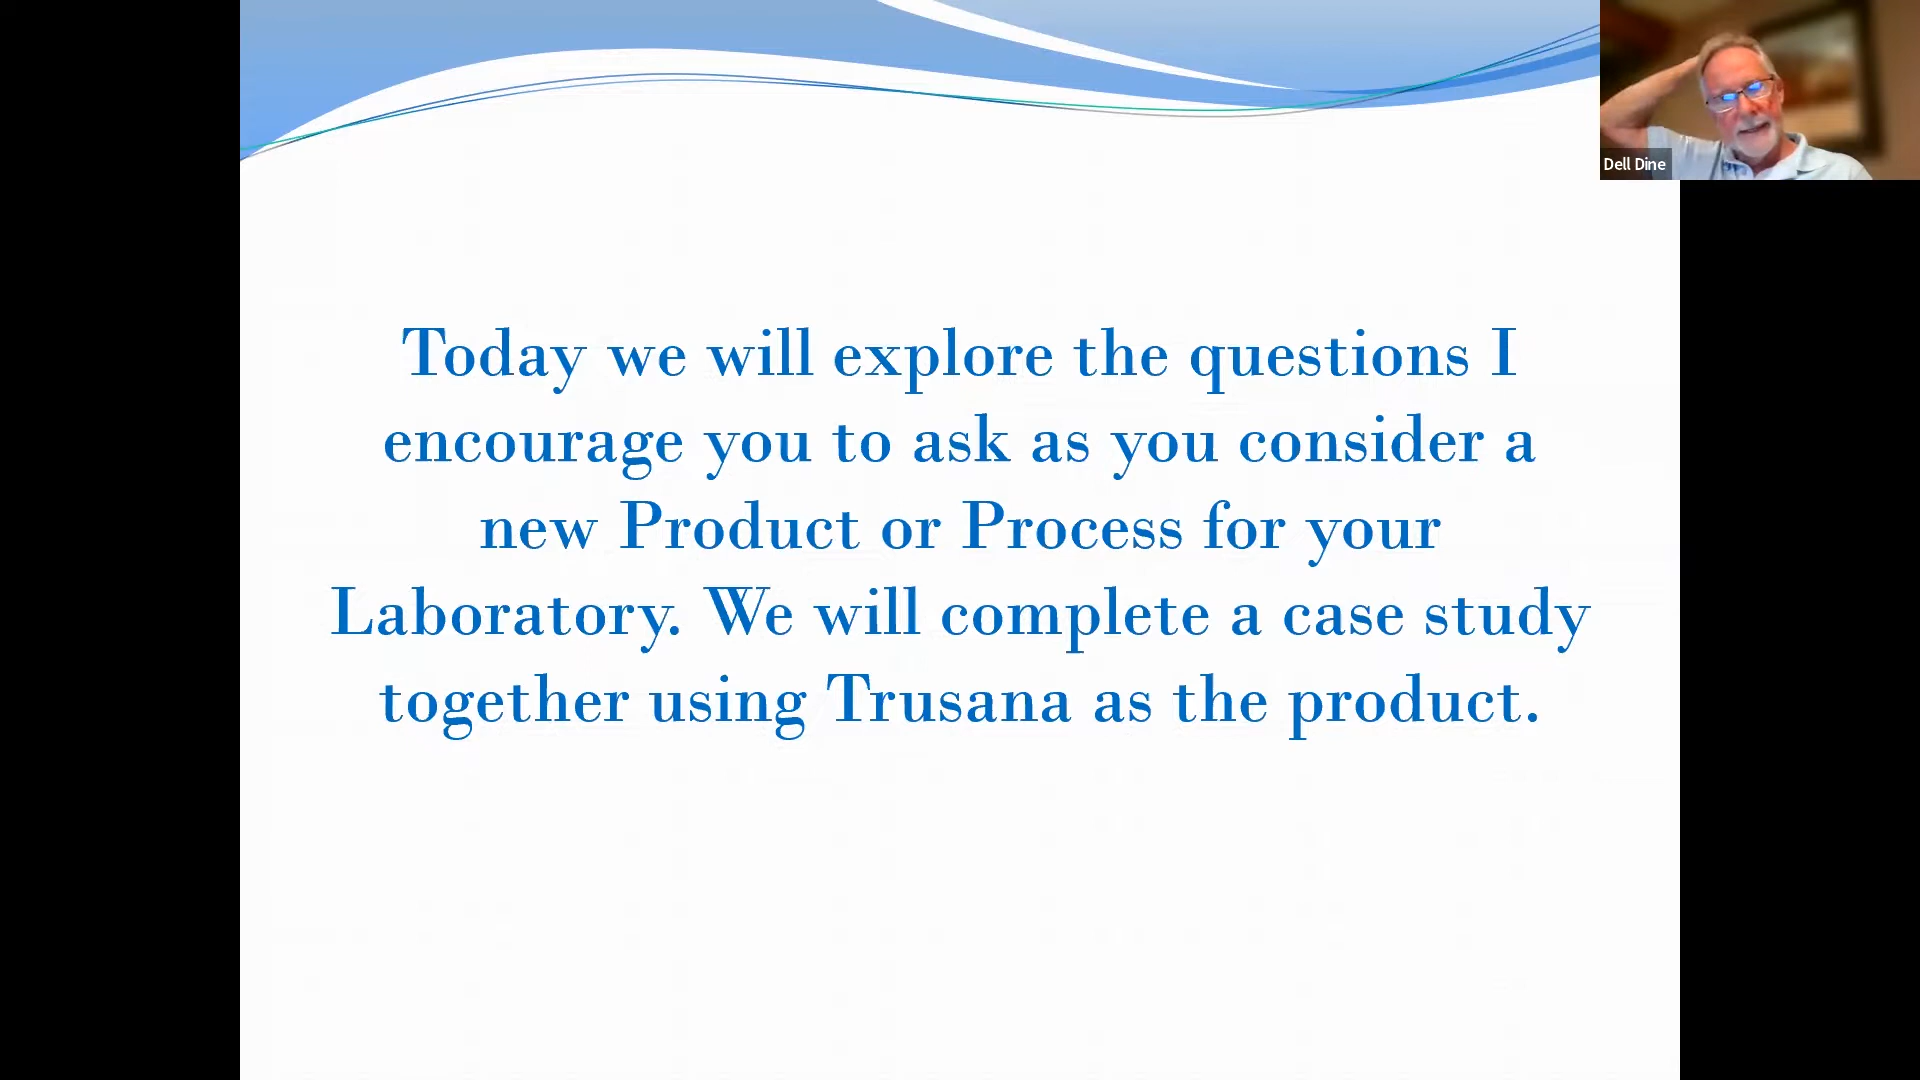 Dell Dine
Today we will explore the questions I
encourage you to ask as you consider a
new Product or Process for your
Laboratory. We will complete a case study
together using Trusana as the product.